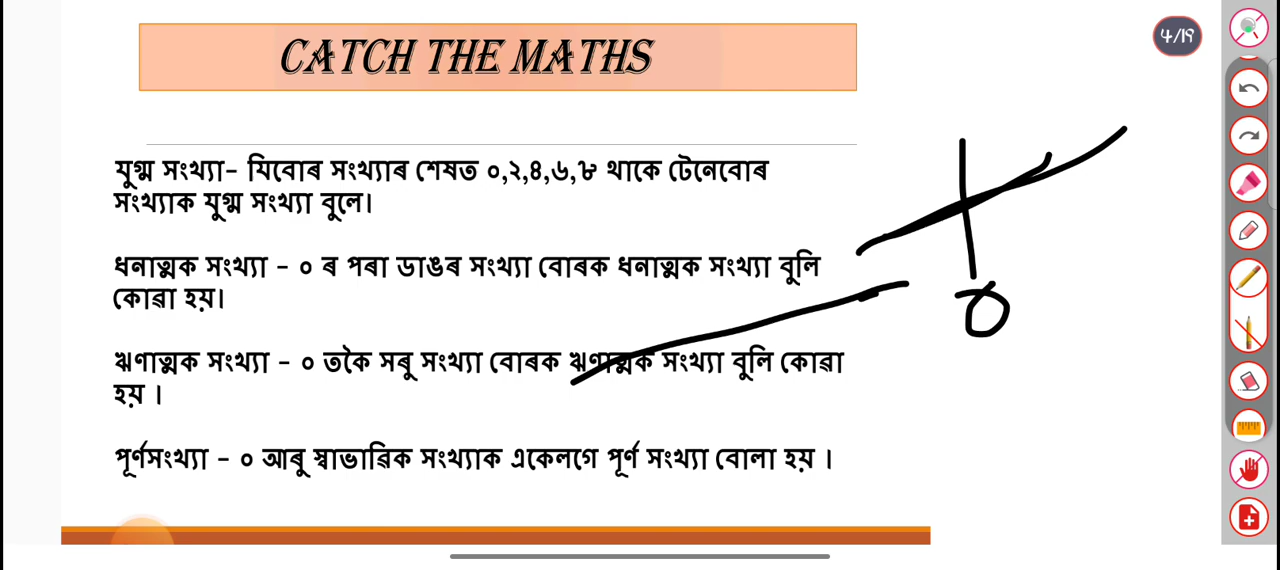 CATCH THE MATHS
4/19
যুগ্ম সংখ্যা- যিবোৰ সংখ্যাৰ শেষত ০,২,৪,৬,৮ থাকে টেনেবোৰ
সংখ্যাক যুগ্ম সংখ্যা বুলে।
ধনাত্মক সংখ্যা - ০ ৰ পৰা ডাঙৰ সংখ্যা বোৰক ধনাত্মক সংখ্যা বুলি
কোৱা হয়।
ঋণাত্মক সংখ্যা - ০ তকৈ সৰু সংখ্যা বোৰক ঋণাত্মক সংখ্যা বুলি কোৱা
হয় ।
পূৰ্ণসংখ্যা - ০ আৰু স্বাভাৱিক সংখ্যাক একেলগে পূৰ্ণ সংখ্যা বোলা হয় ।
0